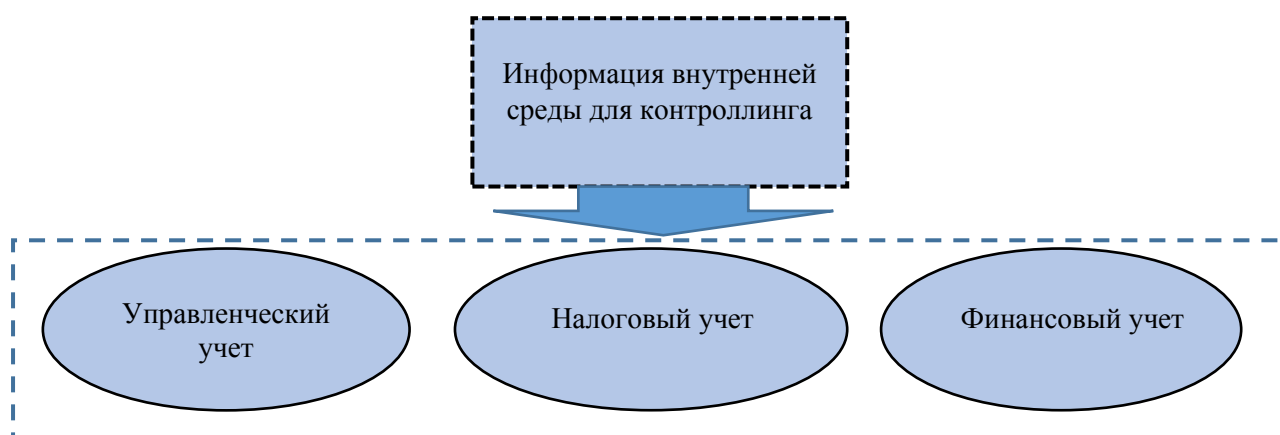 Информация внутренней
среды для контроллинга
Управленческий
учет
Налоговый учет
Финансовый учет